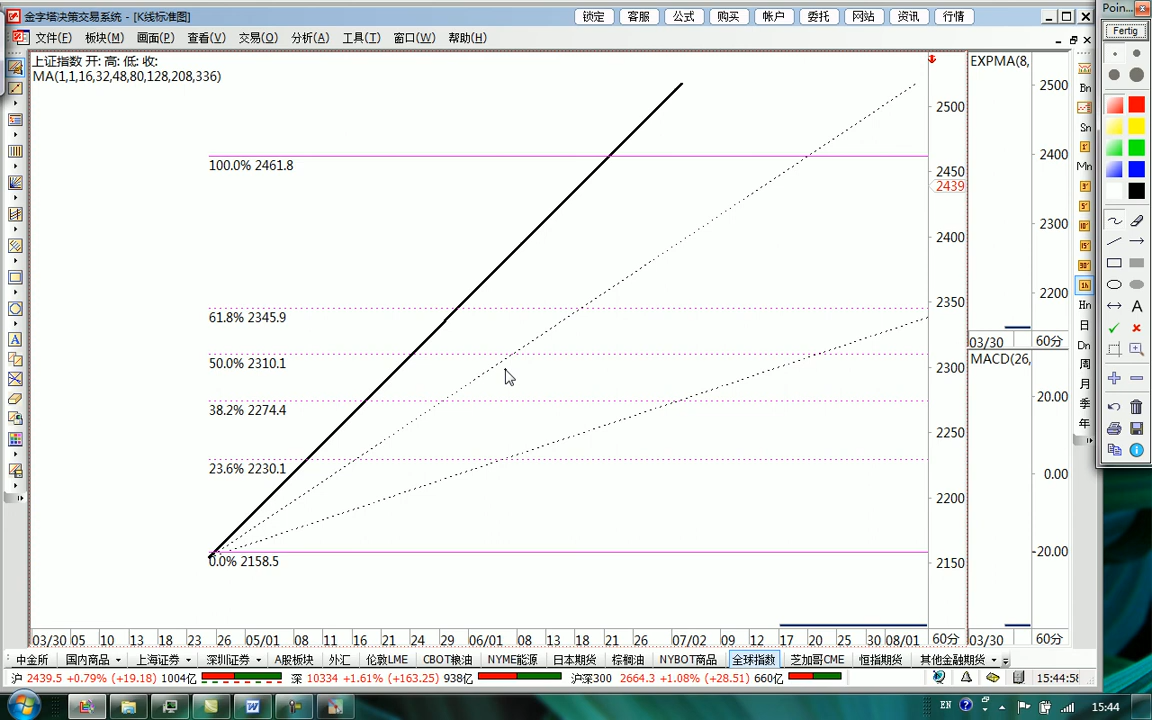 金字塔决策交易系统 - [K线标准图]
锁定 客服 公式 购买 帐户 委托 网站 资讯 行情
Poin...
文件(F) 板块(M) 画面(P) 查看(V) 交易(Q) 分析(A) 工具(T) 窗口(W) 帮助(H)
Fertig
上证指数 开: 高: 低: 收:
MA(1,1,16,32,48,80,128,208,336)
EXPMA(8,
2500
2450
2439
2400
2350
2300
2250
2200
2150
100.0% 2461.8
61.8% 2345.9
50.0% 2310.1
38.2% 2274.4
23.6% 2230.1
0.0% 2158.5
2500
2400
2300
2200
03/30 60分
MACD(26,
20.00
0.00
-20.00
Bn
Sn
Mn
1h
Hn
日
Dn
周
月
季
年
A
A
03/30 05 10 13 18 23 26 05/01 08 11 16 21 24 29 06/01 08 13 18 21 26 07/02 09 12 17 20 25 30 08/01 60分 03/30 60分
中金所 国内商品 上海证券 深圳证券 A股板块 外汇 伦敦LME CBOT粮油 NYME能源 日本期货 棕榈油 NYBOT商品 全球指数 芝加哥CME 恒指期货 其他金融期货
沪 2439.5 +0.79% (+19.18) 1004亿 深 10334 +1.61% (+163.25) 938亿 沪深300 2664.3 +1.08% (+28.51) 660亿 15:44:58
EN 15:44